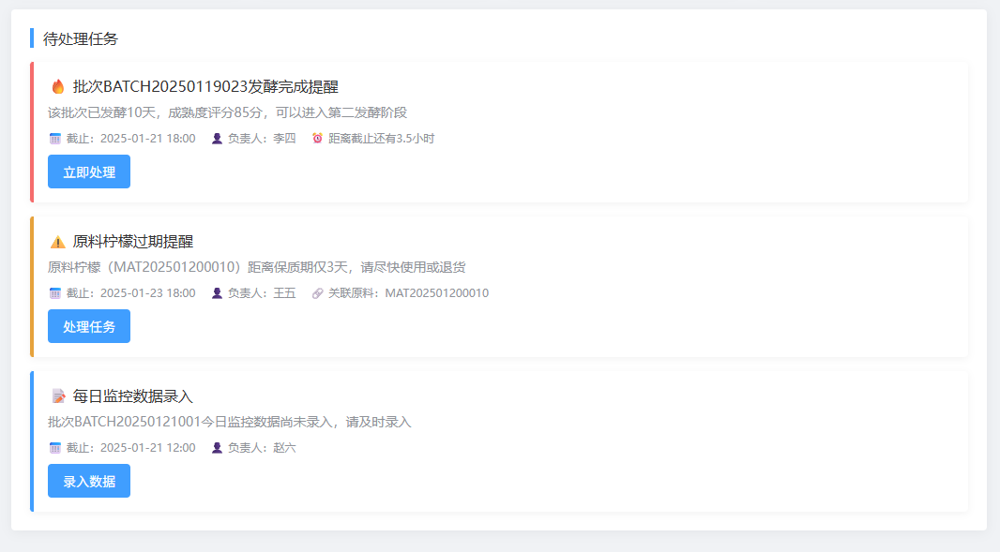 待处理任务
🔥 批次BATCH20250119023发酵完成提醒
该批次已发酵10天，成熟度评分85分，可以进入第二发酵阶段
截止：2025-01-21 18:00 负责人：李四 距离截止还有3.5小时
立即处理
⚠️ 原料柠檬过期提醒
原料柠檬（MAT202501200010）距离保质期仅3天，请尽快使用或退货
截止：2025-01-23 18:00 负责人：王五 关联原料：MAT202501200010
处理任务
📝 每日监控数据录入
批次BATCH20250121001今日监控数据尚未录入，请及时录入
截止：2025-01-21 12:00 负责人：赵六
录入数据